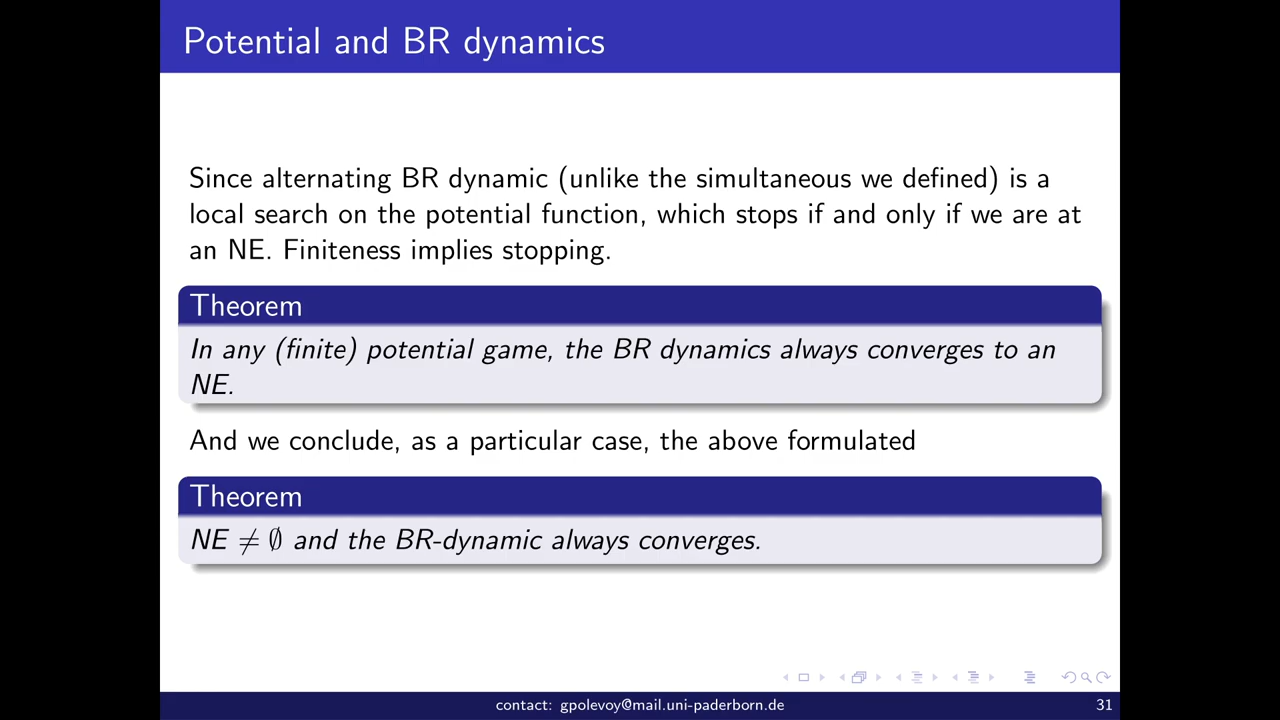 Potential and BR dynamics
Since alternating BR dynamic (unlike the simultaneous we defined) is a
local search on the potential function, which stops if and only if we are at
an NE. Finiteness implies stopping.
Theorem
In any (finite) potential game, the BR dynamics always converges to an
NE.
And we conclude, as a particular case, the above formulated
Theorem
NE ≠ ∅ and the BR-dynamic always converges.
contact: gpolevoy@mail.uni-paderborn.de 31